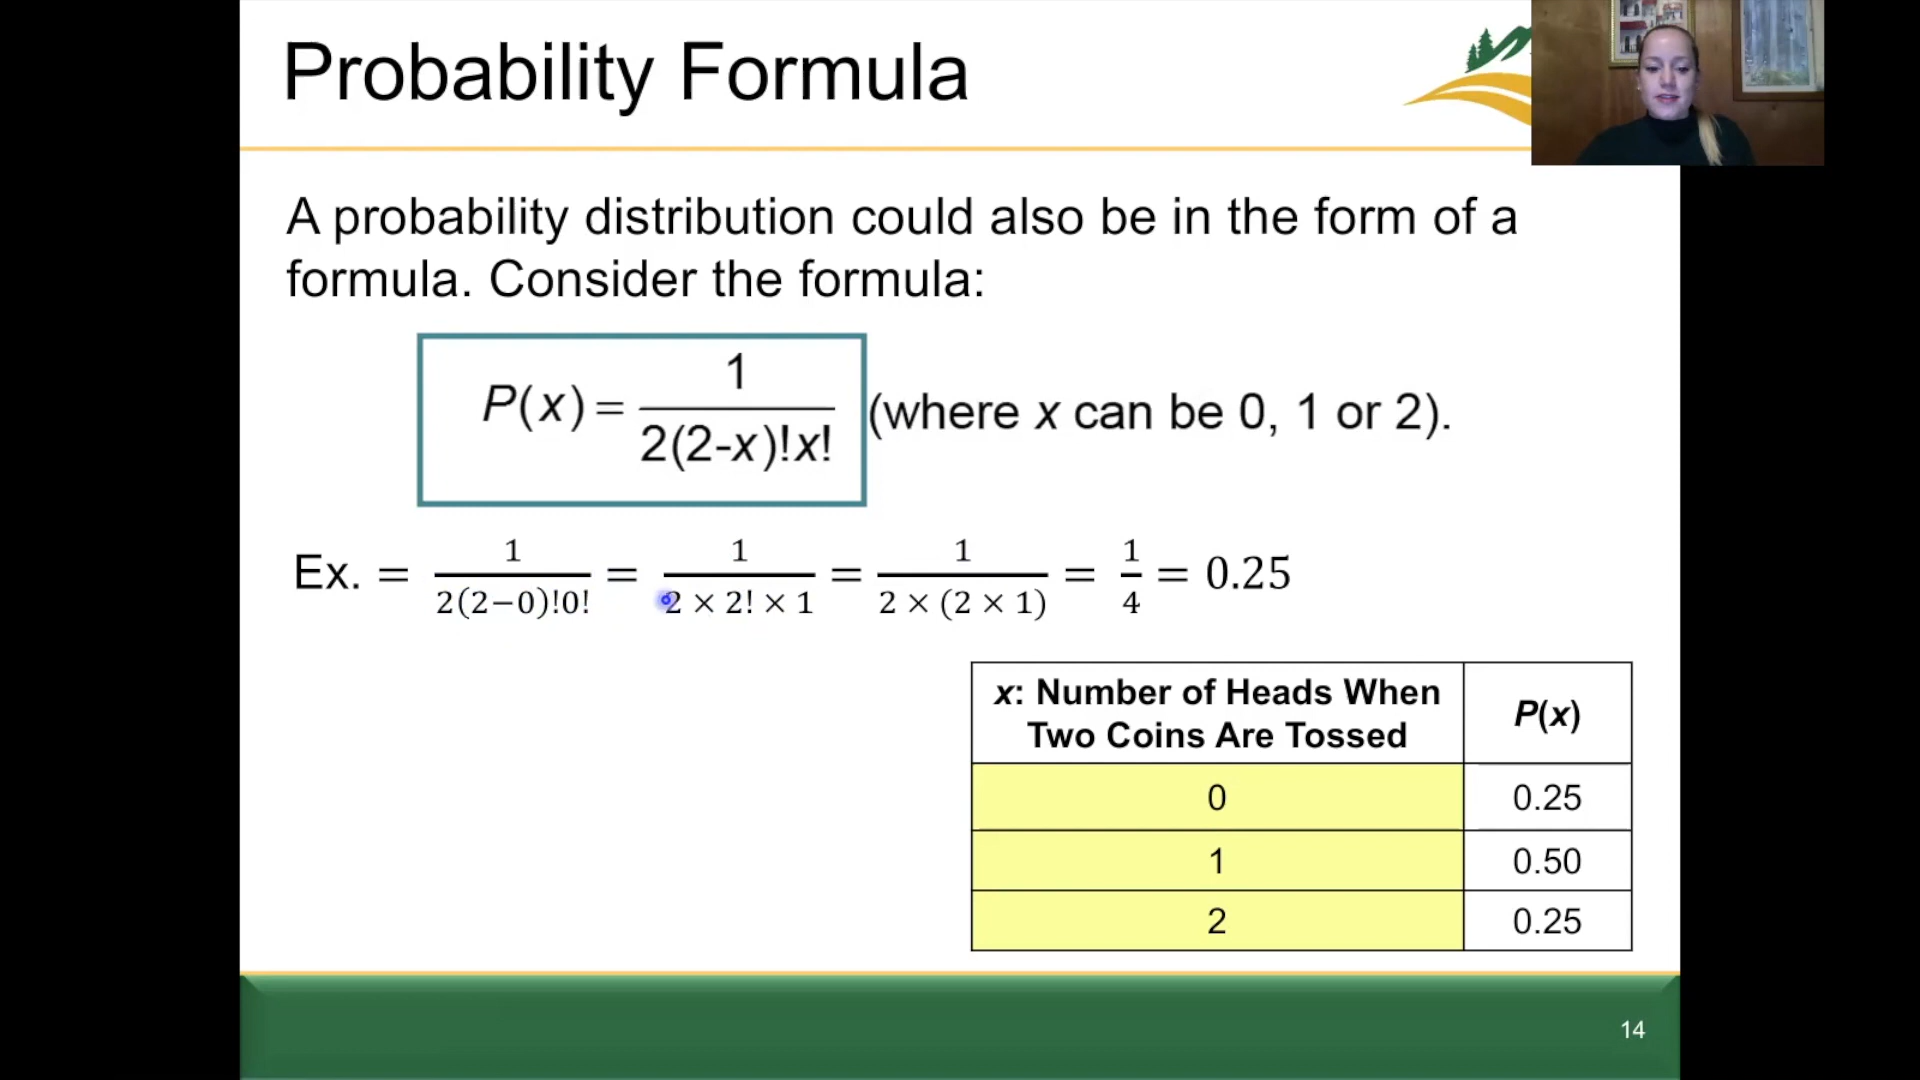 Probability Formula
A probability distribution could also be in the form of a
formula. Consider the formula:
P(x) = 1 / 2(2-x)!x! (where x can be 0, 1 or 2).
Ex. = 1 / 2(2−0)!0! = 1 / 2 × 2! × 1 = 1 / 2 × (2 × 1) = 1 / 4 = 0.25
x: Number of Heads When
Two Coins Are Tossed
P(x)
0 0.25
1 0.50
2 0.25
14